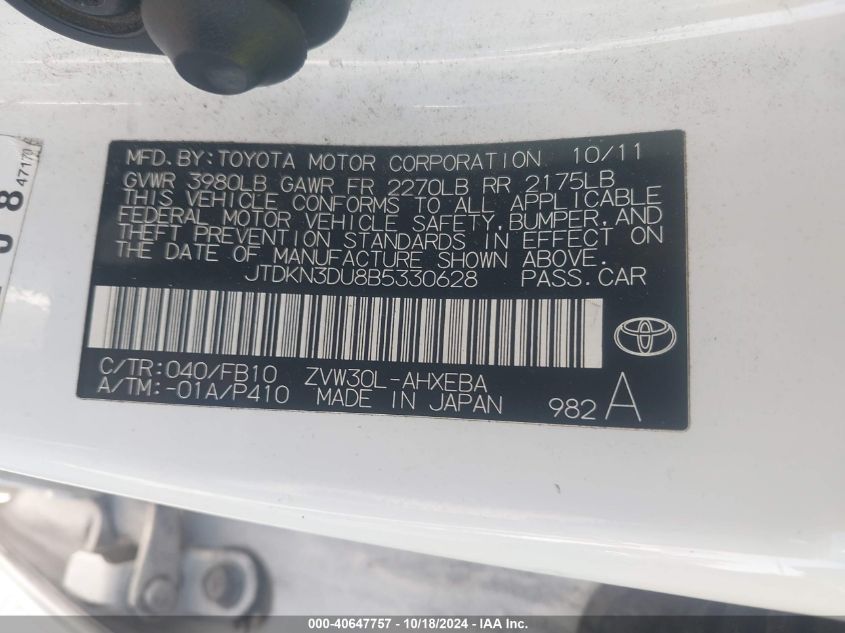 MFD.BY:TOYOTA MOTOR CORPORATION 10/11
GVWR 3980LB GAWR FR 2270LB RR 2175LB
THIS VEHICLE CONFORMS TO ALL APPLICABLE
FEDERAL MOTOR VEHICLE SAFETY, BUMPER, AND
THEFT PREVENTION STANDARDS IN EFFECT ON
THE DATE OF MANUFACTURE SHOWN ABOVE.
JTDKN3DU8B5330628 PASS.CAR
C/TR:040/FB10 ZVW30L-AHXEBA
A/TM:-01A/P410 MADE IN JAPAN 982 A
47170
000-40647757 | 10/18/2024 - IAA, Inc.